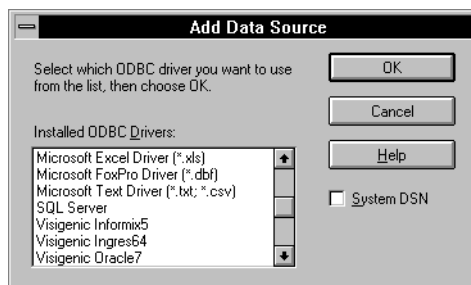 Add Data Source
Select which ODBC driver you want to use
from the list, then choose OK.
Installed ODBC Drivers:
Microsoft Excel Driver (*.xls)
Microsoft FoxPro Driver (*.dbf)
Microsoft Text Driver (*.txt; *.csv)
SQL Server
Visigenic Informix5
Visigenic Ingres64
Visigenic Oracle7
OK
Cancel
Help
System DSN